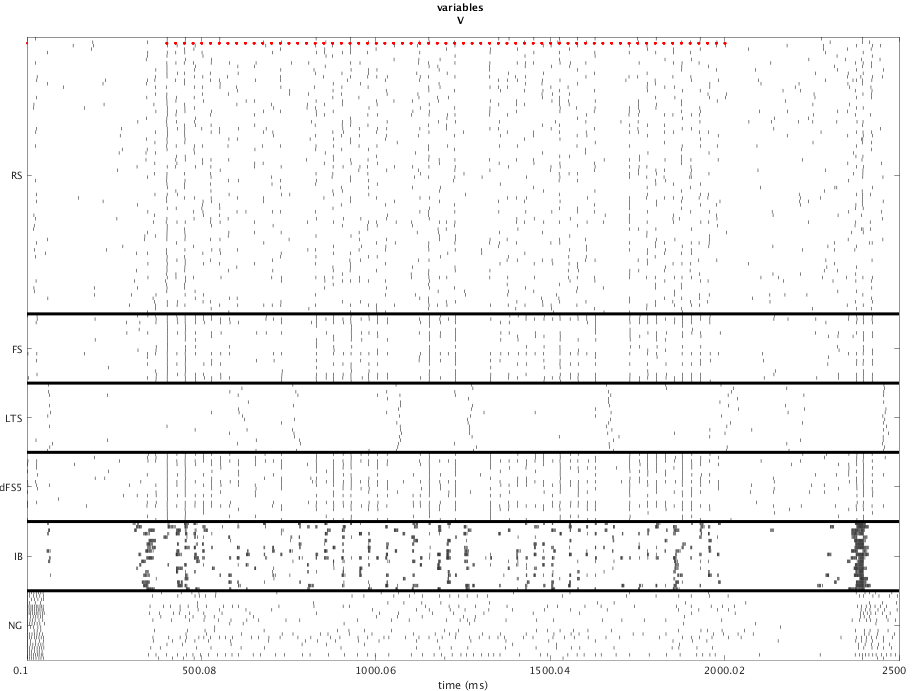 variables
V
RS
FS
LTS
dFS5
IB
NG
0.1
500.08
1000.06
1500.04
2000.02
2500
time (ms)